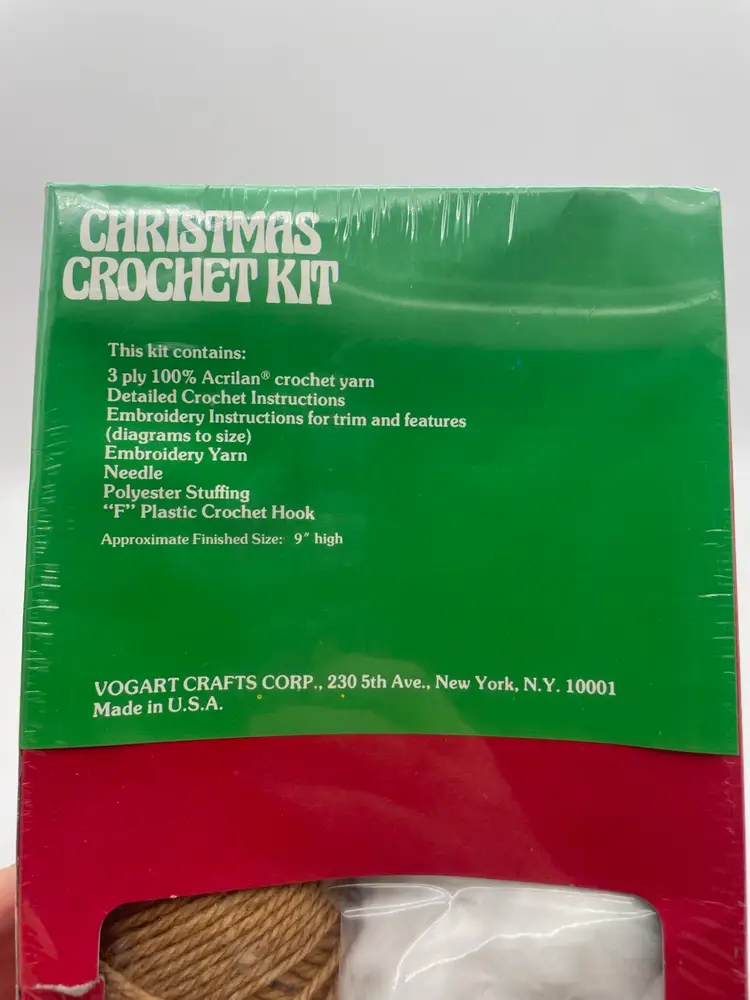 CHRISTMAS
CROCHET KIT
This kit contains:
3 ply 100% Acrilan® crochet yarn
Detailed Crochet Instructions
Embroidery Instructions for trim and features
(diagrams to size)
Embroidery Yarn
Needle
Polyester Stuffing
“F” Plastic Crochet Hook
Approximate Finished Size: 9″ high
VOGART CRAFTS CORP., 230 5th Ave., New York, N.Y. 10001
Made in U.S.A.